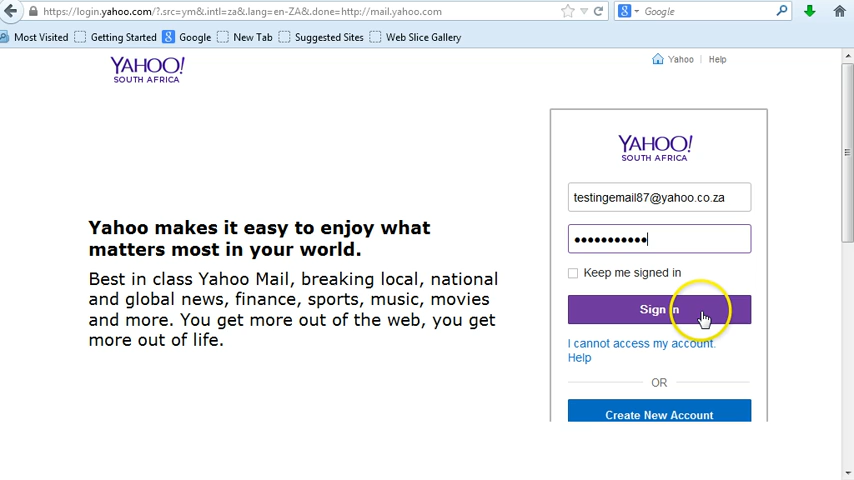 https://login.yahoo.com/?.src=ym&.intl=za&.lang=en-ZA&.done=http://mail.yahoo.com
Google
Most Visited Getting Started Google New Tab Suggested Sites Web Slice Gallery
YAHOO!
SOUTH AFRICA
Yahoo Help
YAHOO!
SOUTH AFRICA
testingemail87@yahoo.co.za
Keep me signed in
Sign In
I cannot access my account.
Help
OR
Create New Account
Yahoo makes it easy to enjoy what
matters most in your world.
Best in class Yahoo Mail, breaking local, national
and global news, finance, sports, music, movies
and more. You get more out of the web, you get
more out of life.